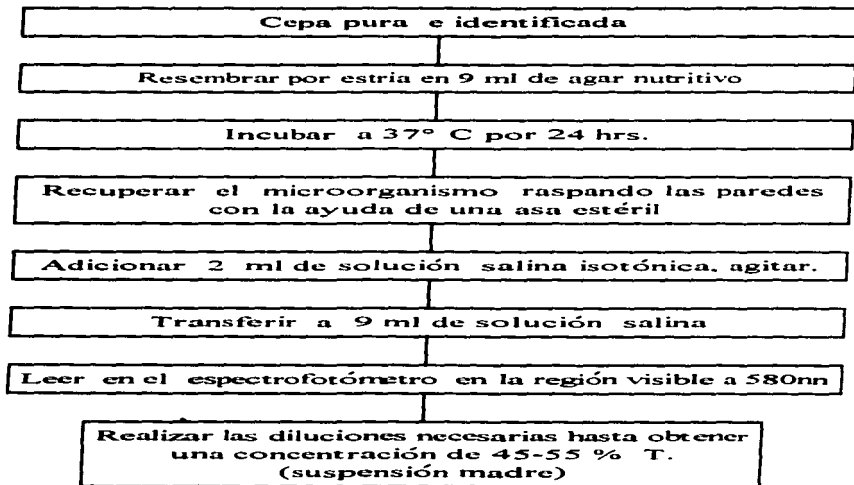 Cepa pura e identificada
Resembrar por estria en 9 ml de agar nutritivo
Incubar a 37° C por 24 hrs.
Recuperar el microorganismo raspando las paredes
con la ayuda de una asa estéril
Adicionar 2 ml de solución salina isotónica, agitar.
Transferir a 9 ml de solución salina
Leer en el espectrofotómetro en la región visible a 580nn
Realizar las diluciones necesarias hasta obtener
una concentración de 45-55 % T.
(suspensión madre)